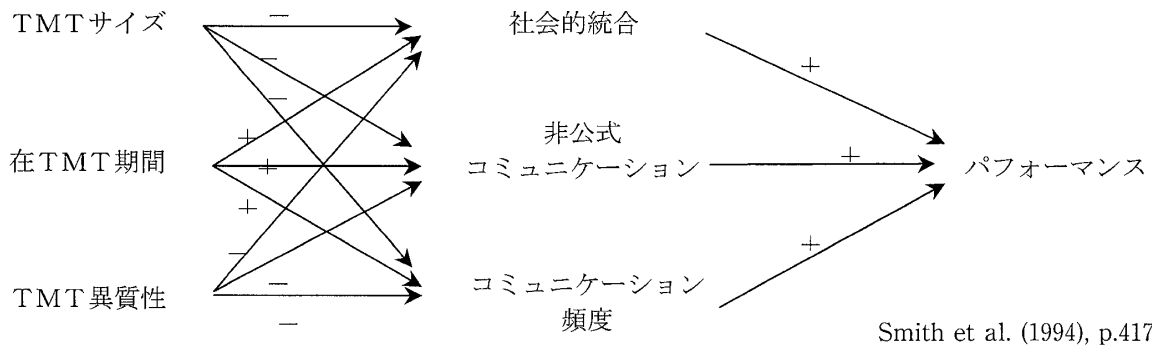 TMTサイズ
社会的統合
非公式
在TMT期間
コミュニケーション
パフォーマンス
TMT異質性
コミュニケーション
頻度
Smith et al. (1994), p.417
−
−
−
+
+
+
−
−
−
+
+
+